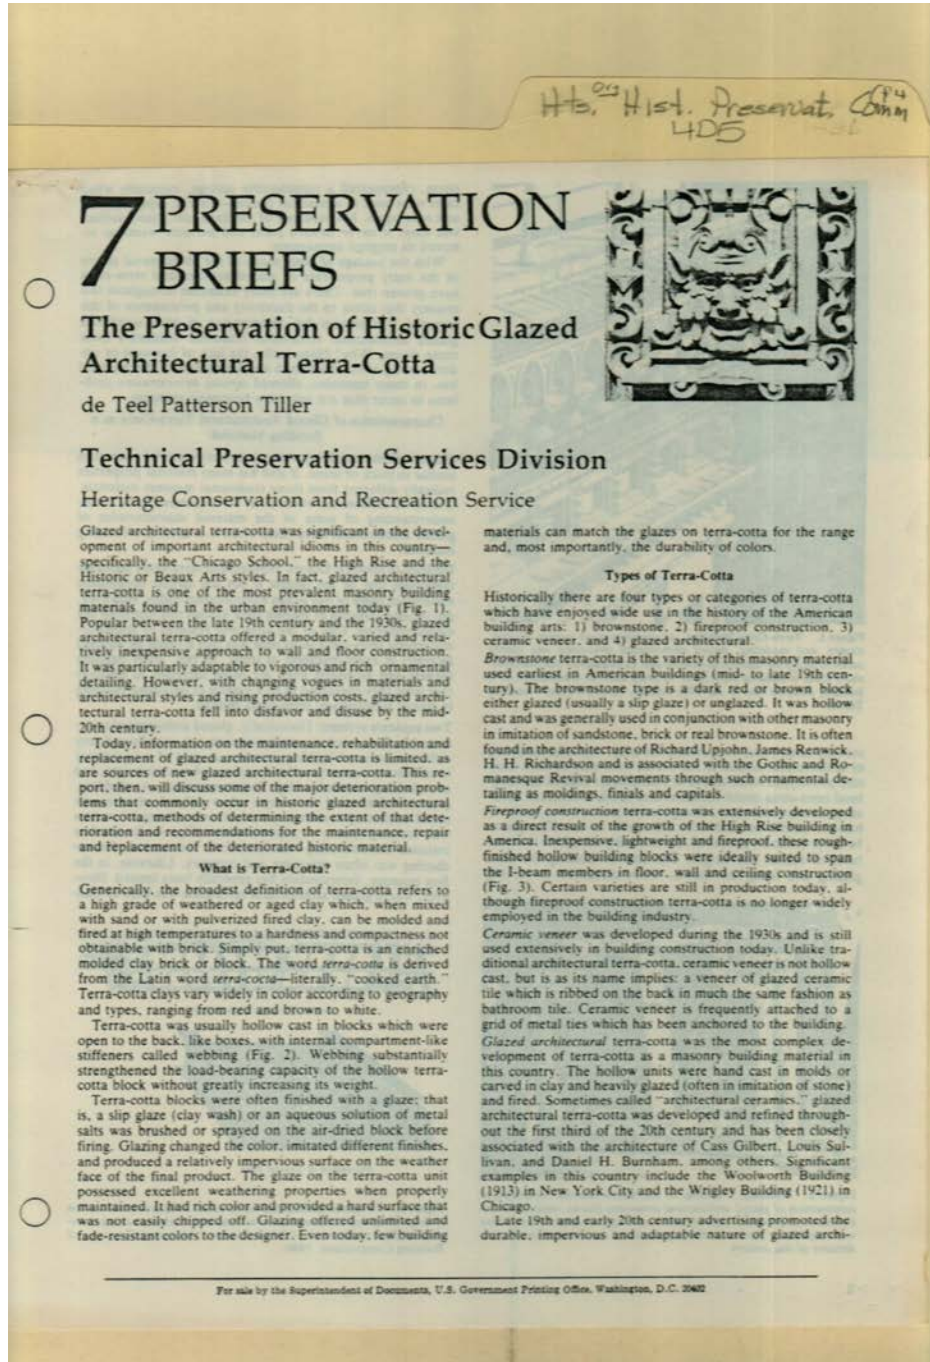 Hts. Org Hist. Preservat. Comm
4D5
7 PRESERVATION
BRIEFS
The Preservation of Historic Glazed
Architectural Terra-Cotta
de Teel Patterson Tiller
Technical Preservation Services Division
Heritage Conservation and Recreation Service
Glazed architectural terra-cotta was significant in the devel-
opment of important architectural idioms in this country—
specifically, the "Chicago School," the High Rise and the
Historic or Beaux Arts styles. In fact, glazed architectural
terra-cotta is one of the most prevalent masonry building
materials found in the urban environment today (Fig. 1).
Popular between the late 19th century and the 1930s, glazed
architectural terra-cotta offered a modular, varied and rela-
tively inexpensive approach to wall and floor construction.
It was particularly adaptable to vigorous and rich ornamental
detailing. However, with changing vogues in materials and
architectural styles and rising production costs, glazed archi-
tectural terra-cotta fell into disfavor and disuse by the mid-
20th century.
Today, information on the maintenance, rehabilitation and
replacement of glazed architectural terra-cotta is limited, as
are sources of new glazed architectural terra-cotta. This re-
port, then, will discuss some of the major deterioration prob-
lems that commonly occur in historic glazed architectural
terra-cotta, methods of determining the extent of that dete-
rioration and recommendations for the maintenance, repair
and replacement of the deteriorated historic material.
What is Terra-Cotta?
Generically, the broadest definition of terra-cotta refers to
a high grade of weathered or aged clay which, when mixed
with sand or with pulverized fired clay, can be molded and
fired at high temperatures to a hardness and compactness not
obtainable with brick. Simply put, terra-cotta is an enriched
molded clay brick or block. The word terra-cotta is derived
from the Latin word terra-cocta—literally, "cooked earth."
Terra-cotta clays vary widely in color according to geography
and types, ranging from red and brown to white.
Terra-cotta was usually hollow cast in blocks which were
open to the back, like boxes, with internal compartment-like
stiffeners called webbing (Fig. 2). Webbing substantially
strengthened the load-bearing capacity of the hollow terra-
cotta block without greatly increasing its weight.
Terra-cotta blocks were often finished with a glaze; that
is, a slip glaze (clay wash) or an aqueous solution of metal
salts was brushed or sprayed on the air-dried block before
firing. Glazing changed the color, imitated different finishes,
and produced a relatively impervious surface on the weather
face of the final product. The glaze on the terra-cotta unit
possessed excellent weathering properties when properly
maintained. It had rich color and provided a hard surface that
was not easily chipped off. Glazing offered unlimited and
fade-resistant colors to the designer. Even today, few building
materials can match the glazes on terra-cotta for the range
and, most importantly, the durability of colors.
Types of Terra-Cotta
Historically there are four types or categories of terra-cotta
which have enjoyed wide use in the history of the American
building arts: 1) brownstone, 2) fireproof construction, 3)
ceramic veneer, and 4) glazed architectural.
Brownstone terra-cotta is the variety of this masonry material
used earliest in American buildings (mid- to late 19th cen-
tury). The brownstone type is a dark red or brown block
either glazed (usually a slip glaze) or unglazed. It was hollow
cast and was generally used in conjunction with other masonry
in imitation of sandstone, brick or real brownstone. It is often
found in the architecture of Richard Upjohn, James Renwick,
H. H. Richardson and is associated with the Gothic and Ro-
manesque Revival movements through such ornamental de-
tailing as moldings, finials and capitals.
Fireproof construction terra-cotta was extensively developed
as a direct result of the growth of the High Rise building in
America. Inexpensive, lightweight and fireproof, these rough-
finished hollow building blocks were ideally suited to span
the I-beam members in floor, wall and ceiling construction
(Fig. 3). Certain varieties are still in production today, al-
though fireproof construction terra-cotta is no longer widely
employed in the building industry.
Ceramic veneer was developed during the 1930s and is still
used extensively in building construction today. Unlike tra-
ditional architectural terra-cotta, ceramic veneer is not hollow
cast, but is as its name implies: a veneer of glazed ceramic
tile which is ribbed on the back in much the same fashion as
bathroom tile. Ceramic veneer is frequently attached to a
grid of metal ties which has been anchored to the building.
Glazed architectural terra-cotta was the most complex de-
velopment of terra-cotta as a masonry building material in
this country. The hollow units were hand cast in molds or
carved in clay and heavily glazed (often in imitation of stone)
and fired. Sometimes called "architectural ceramics," glazed
architectural terra-cotta was developed and refined through-
out the first third of the 20th century and has been closely
associated with the architecture of Cass Gilbert, Louis Sul-
livan, and Daniel H. Burnham, among others. Significant
examples in this country include the Woolworth Building
(1913) in New York City and the Wrigley Building (1921) in
Chicago.
Late 19th and early 20th century advertising promoted the
durable, impervious and adaptable nature of glazed archi-
For sale by the Superintendent of Documents, U.S. Government Printing Office, Washington, D.C. 20402